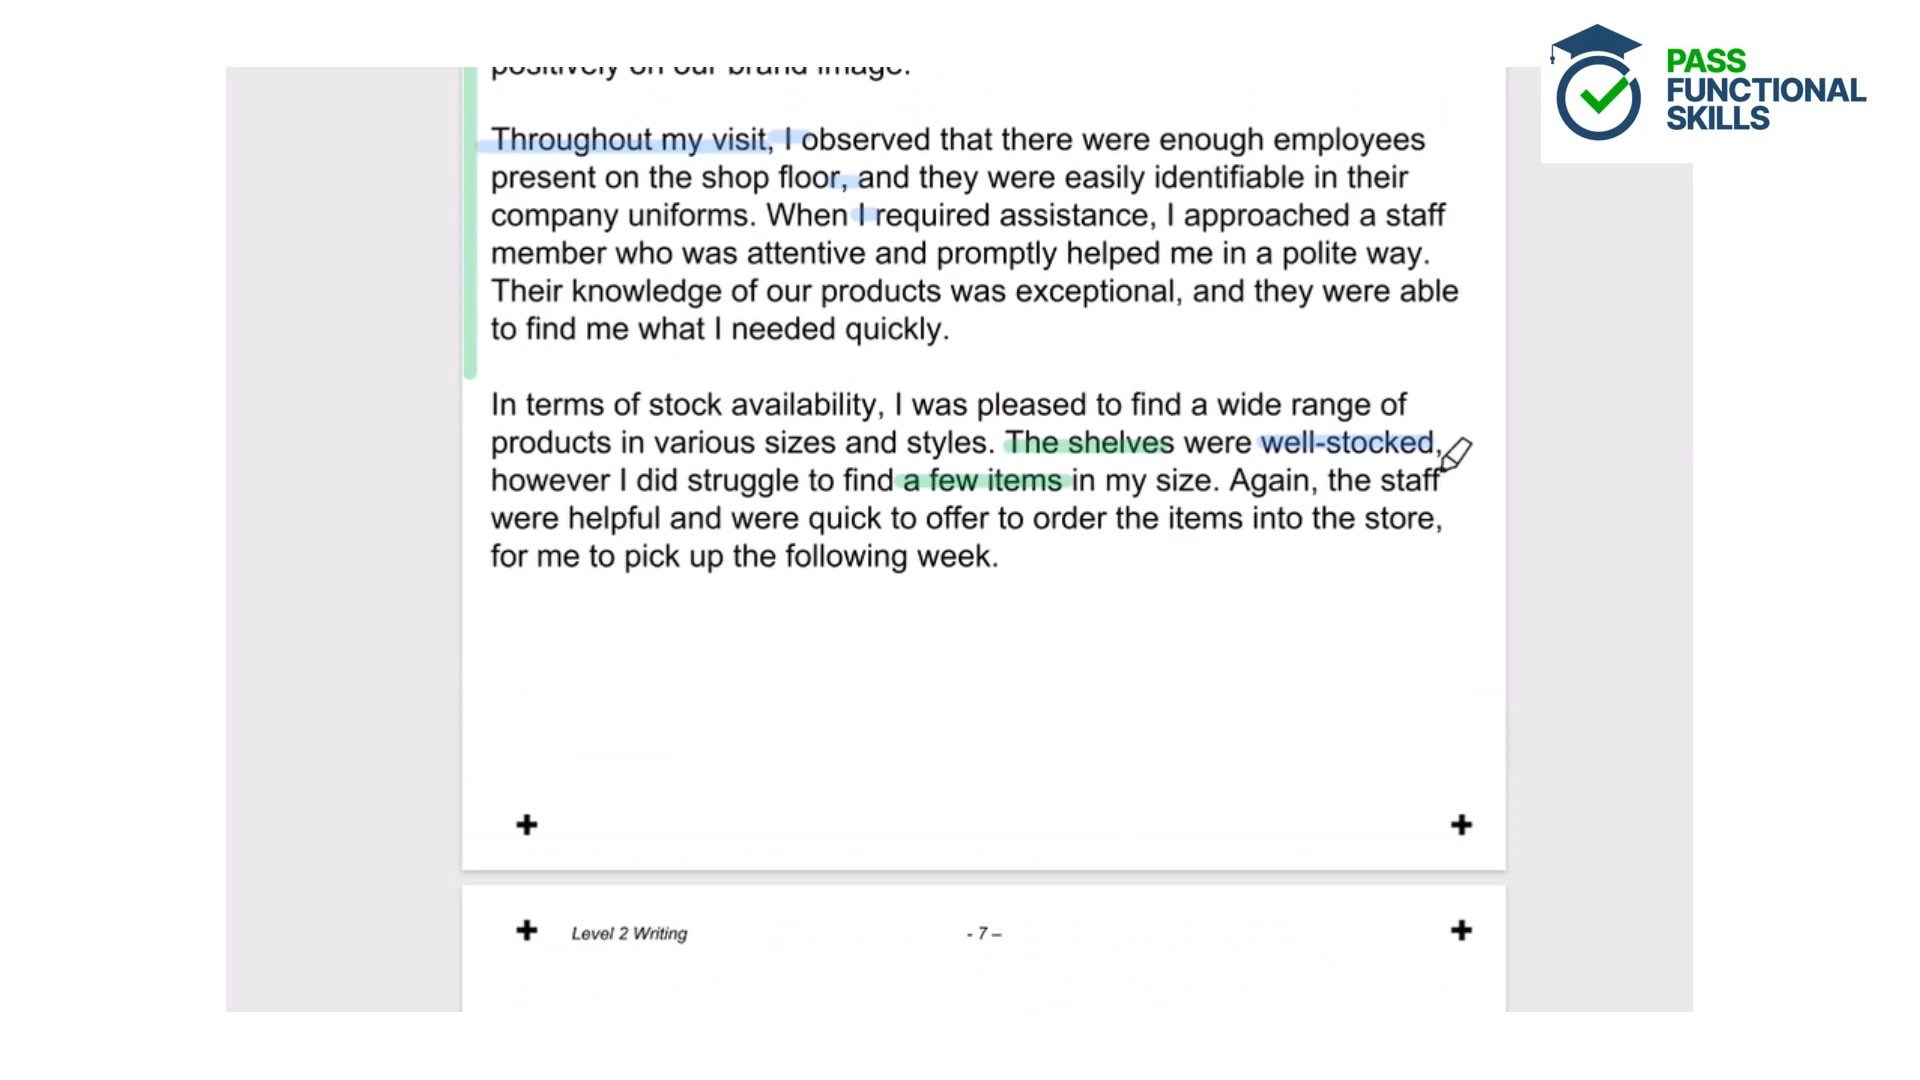 PASS
FUNCTIONAL
SKILLS
positively on our brand image.
Throughout my visit, I observed that there were enough employees
present on the shop floor, and they were easily identifiable in their
company uniforms. When I required assistance, I approached a staff
member who was attentive and promptly helped me in a polite way.
Their knowledge of our products was exceptional, and they were able
to find me what I needed quickly.
In terms of stock availability, I was pleased to find a wide range of
products in various sizes and styles. The shelves were well-stocked,
however I did struggle to find a few items in my size. Again, the staff
were helpful and were quick to offer to order the items into the store,
for me to pick up the following week.
Level 2 Writing - 7 –